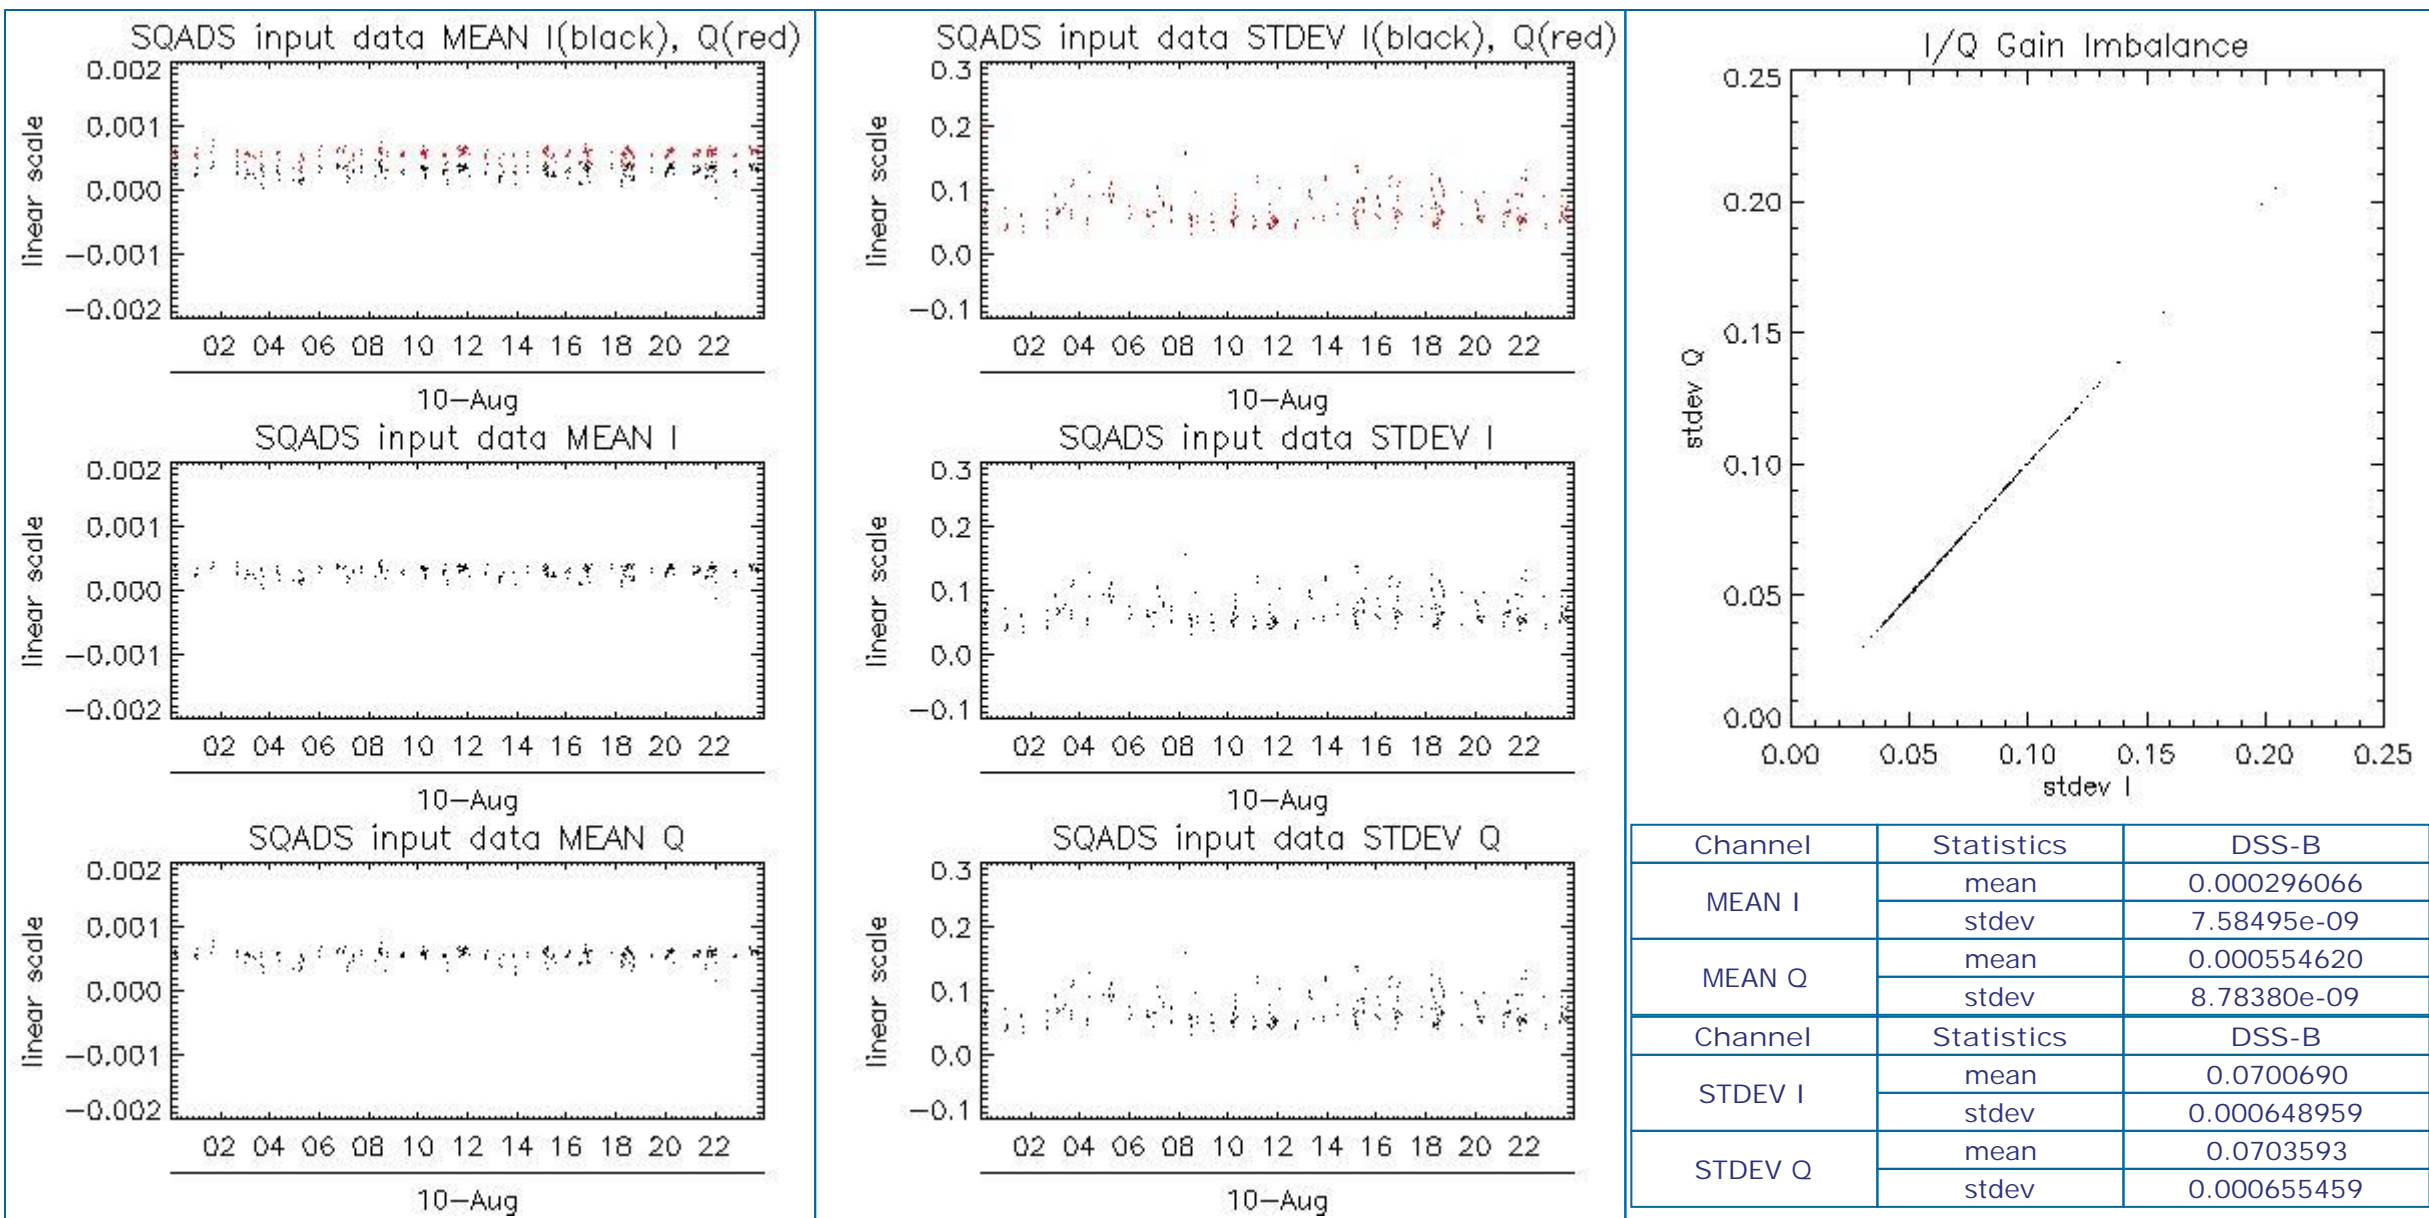 SQADS input data MEAN I(black), Q(red)
0.002
0.001
0.000
−0.001
−0.002
linear scale
02 04 06 08 10 12 14 16 18 20 22
10−Aug
SQADS input data MEAN I
0.002
0.001
0.000
−0.001
−0.002
linear scale
02 04 06 08 10 12 14 16 18 20 22
10−Aug
SQADS input data MEAN Q
0.002
0.001
0.000
−0.001
−0.002
linear scale
02 04 06 08 10 12 14 16 18 20 22
10−Aug
SQADS input data STDEV I(black), Q(red)
0.3
0.2
0.1
0.0
−0.1
linear scale
02 04 06 08 10 12 14 16 18 20 22
10−Aug
SQADS input data STDEV I
0.3
0.2
0.1
0.0
−0.1
linear scale
02 04 06 08 10 12 14 16 18 20 22
10−Aug
SQADS input data STDEV Q
0.3
0.2
0.1
0.0
−0.1
linear scale
02 04 06 08 10 12 14 16 18 20 22
10−Aug
I/Q Gain Imbalance
0.25
0.20
0.15
0.10
0.05
0.00
stdev Q
0.00 0.05 0.10 0.15 0.20 0.25
stdev I
Channel Statistics DSS-B
MEAN I mean 0.000296066
stdev 7.58495e-09
MEAN Q mean 0.000554620
stdev 8.78380e-09
Channel Statistics DSS-B
STDEV I mean 0.0700690
stdev 0.000648959
STDEV Q mean 0.0703593
stdev 0.000655459